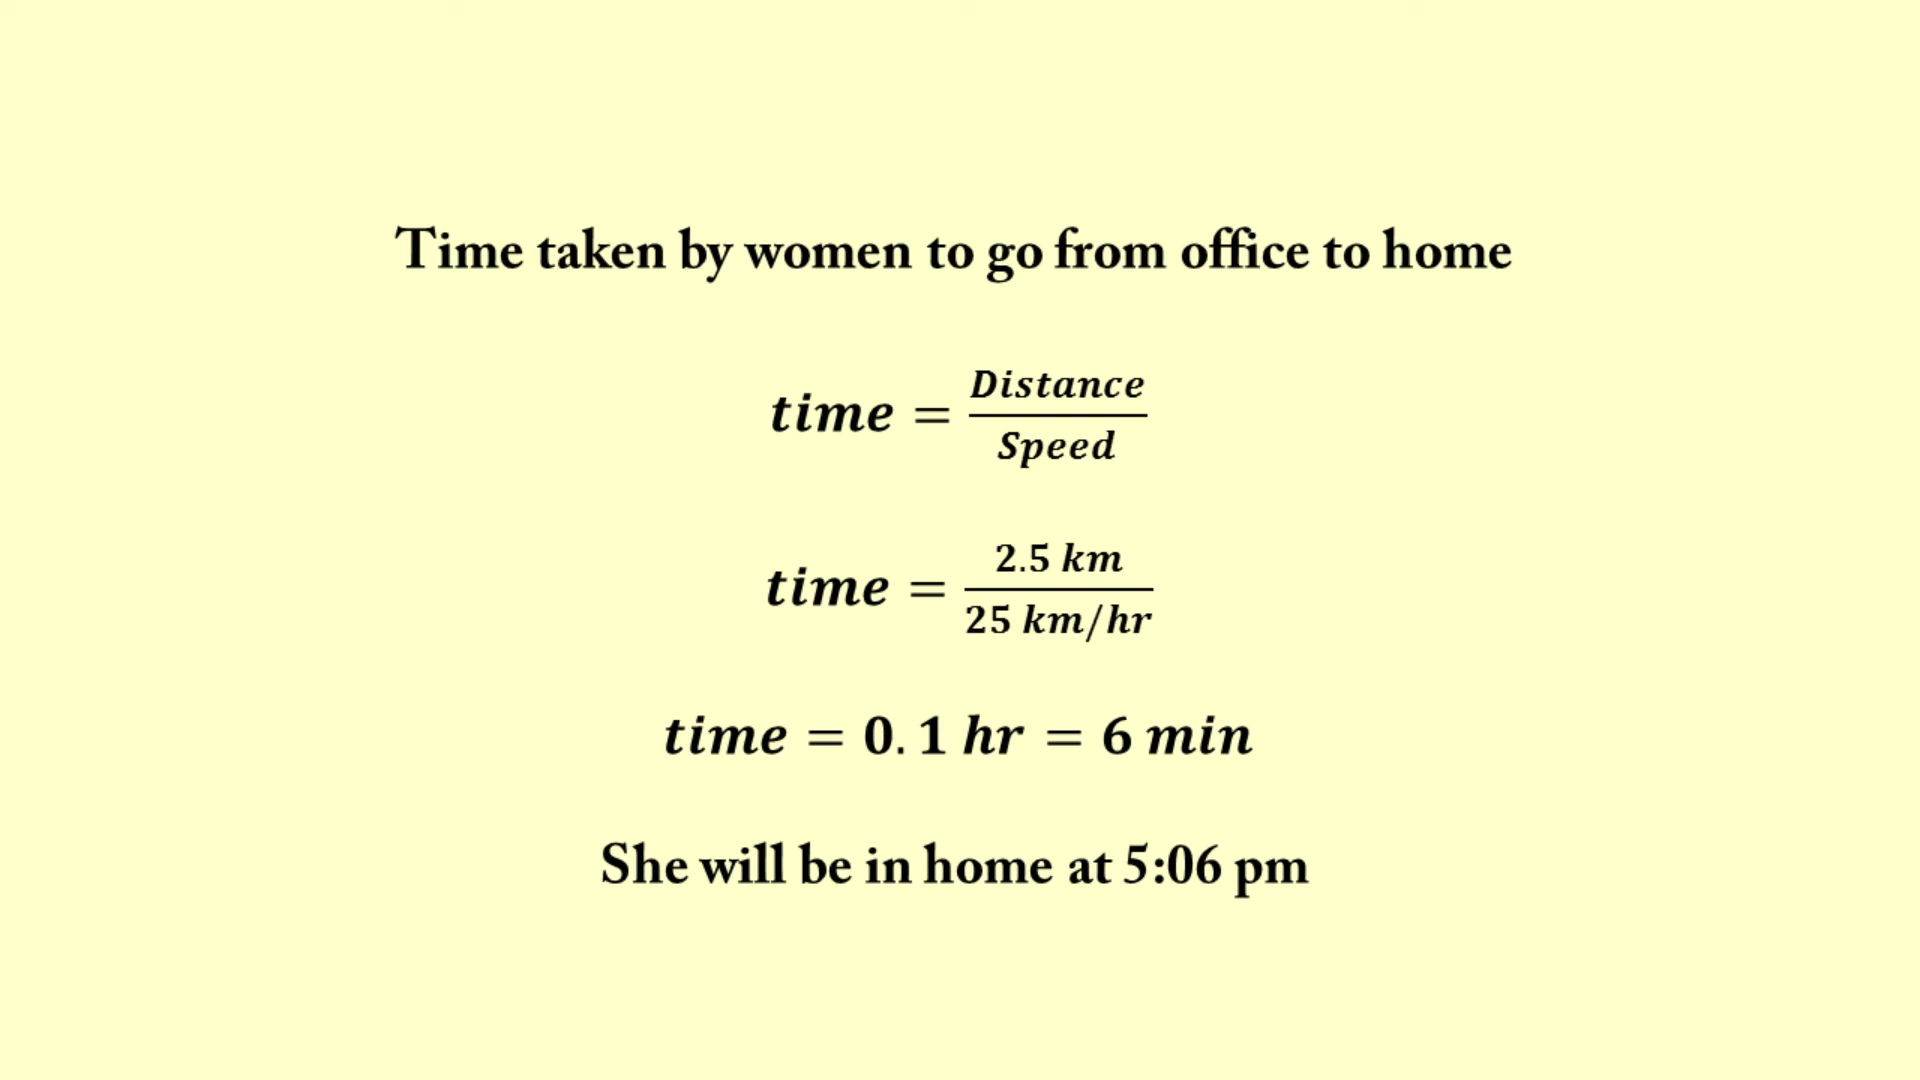 Time taken by women to go from office to home
time = Distance / Speed
time = 2.5 km / 25 km/hr
time = 0.1 hr = 6 min
She will be in home at 5:06 pm